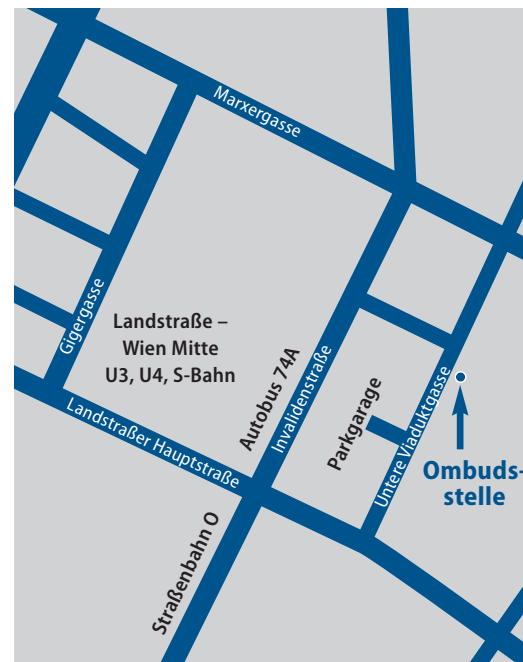 Marxergasse
Gigergasse
Landstraße –
Wien Mitte
U3, U4, S-Bahn
Landstraßer Hauptstraße
Autobus 74A
Invalidenstraße
Parkgarage
Untere Viaduktgasse
Ombuds-
stelle
Straßenbahn O